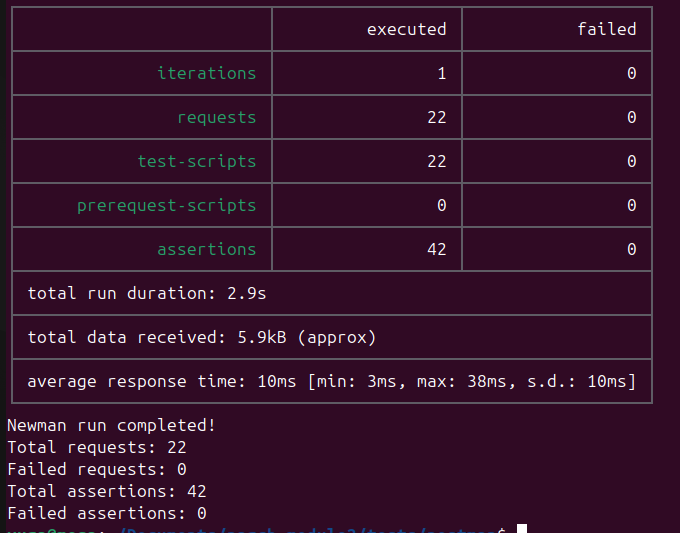 executed failed
iterations 1 0
requests 22 0
test-scripts 22 0
prerequest-scripts 0 0
assertions 42 0
total run duration: 2.9s
total data received: 5.9kB (approx)
average response time: 10ms [min: 3ms, max: 38ms, s.d.: 10ms]
Newman run completed!
Total requests: 22
Failed requests: 0
Total assertions: 42
Failed assertions: 0